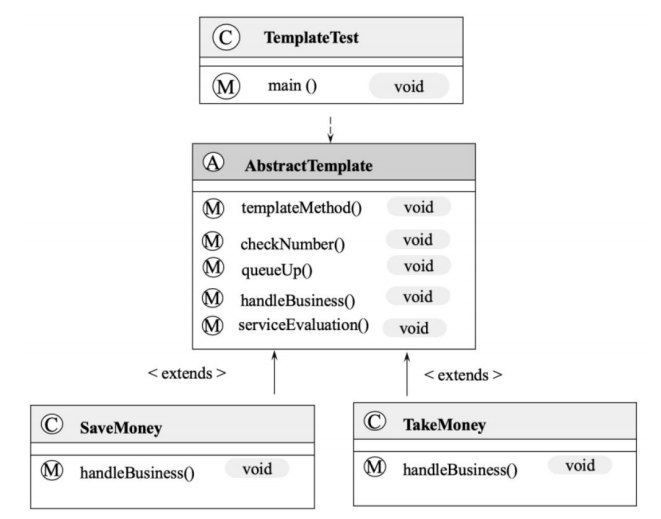 C TemplateTest
M main () void
A AbstractTemplate
M templateMethod() void
M checkNumber() void
M queueUp() void
M handleBusiness() void
M serviceEvaluation() void
< extends > < extends >
C SaveMoney
M handleBusiness() void
C TakeMoney
M handleBusiness() void